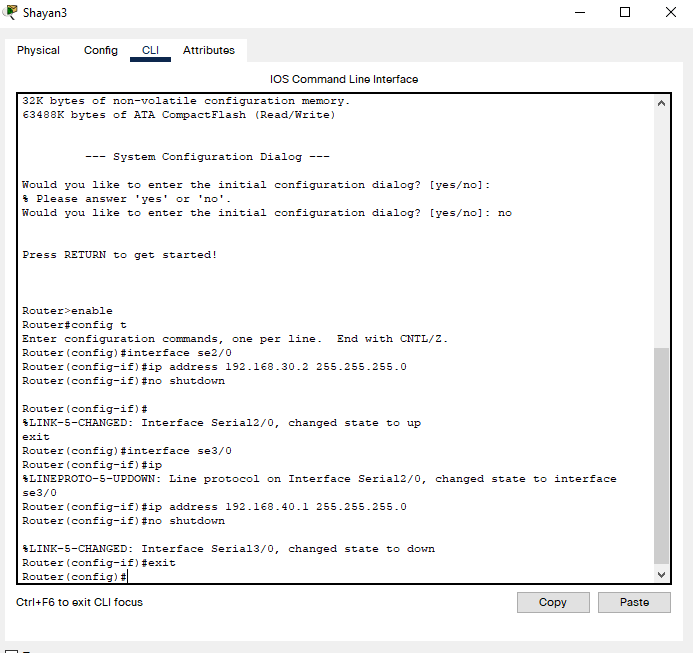 Shayan3
Physical Config CLI Attributes
IOS Command Line Interface
32K bytes of non-volatile configuration memory.
63488K bytes of ATA CompactFlash (Read/Write)
--- System Configuration Dialog ---
Would you like to enter the initial configuration dialog? [yes/no]:
% Please answer 'yes' or 'no'.
Would you like to enter the initial configuration dialog? [yes/no]: no
Press RETURN to get started!
Router>enable
Router#config t
Enter configuration commands, one per line.  End with CNTL/Z.
Router(config)#interface se2/0
Router(config-if)#ip address 192.168.30.2 255.255.255.0
Router(config-if)#no shutdown
Router(config-if)#
%LINK-5-CHANGED: Interface Serial2/0, changed state to up
exit
Router(config)#interface se3/0
Router(config-if)#ip
%LINEPROTO-5-UPDOWN: Line protocol on Interface Serial2/0, changed state to interface
se3/0
Router(config-if)#ip address 192.168.40.1 255.255.255.0
Router(config-if)#no shutdown
%LINK-5-CHANGED: Interface Serial3/0, changed state to down
Router(config-if)#exit
Router(config)#
Ctrl+F6 to exit CLI focus
Copy Paste